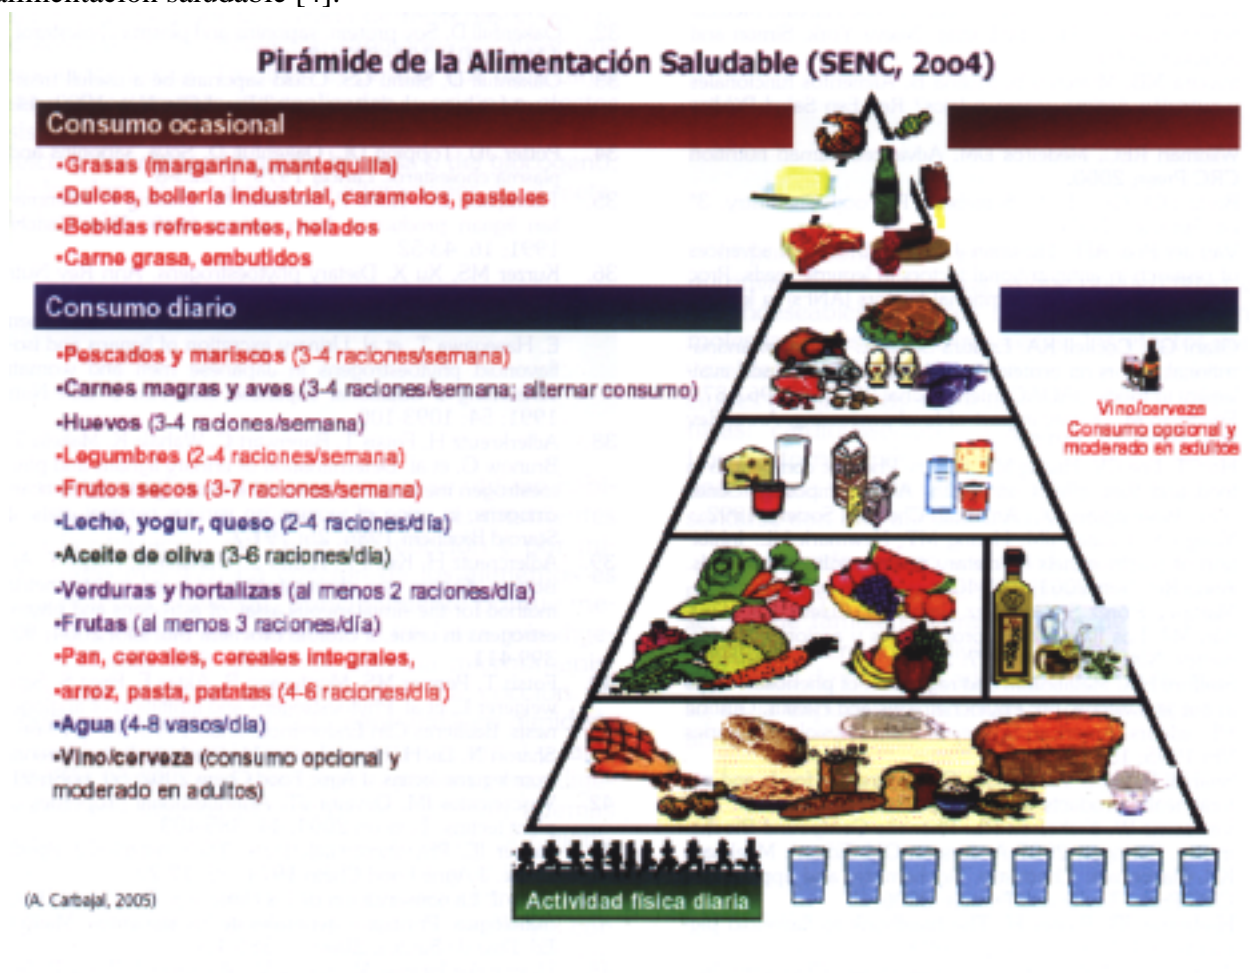 alimentación saludable [4].
Pirámide de la Alimentación Saludable (SENC, 2004)
Consumo ocasional
•Grasas (margarina, mantequilla)
•Dulces, bollería industrial, caramelos, pasteles
•Bebidas refrescantes, helados
•Carne grasa, embutidos
Consumo diario
•Pescados y mariscos (3-4 raciones/semana)
•Carnes magras y aves (3-4 raciones/semana; alternar consumo)
•Huevos (3-4 raciones/semana)
•Legumbres (2-4 raciones/semana)
•Frutos secos (3-7 raciones/semana)
•Leche, yogur, queso (2-4 raciones/día)
•Aceite de oliva (3-6 raciones/día)
•Verduras y hortalizas (al menos 2 raciones/día)
•Frutas (al menos 3 raciones/día)
•Pan, cereales, cereales integrales,
•arroz, pasta, patatas (4-6 raciones/día)
•Agua (4-8 vasos/día)
•Vino/cerveza (consumo opcional y
moderado en adultos)
Vino/cerveza
Consumo opcional y
moderado en adultos
Actividad física diaria
(A. Carbajal, 2005)